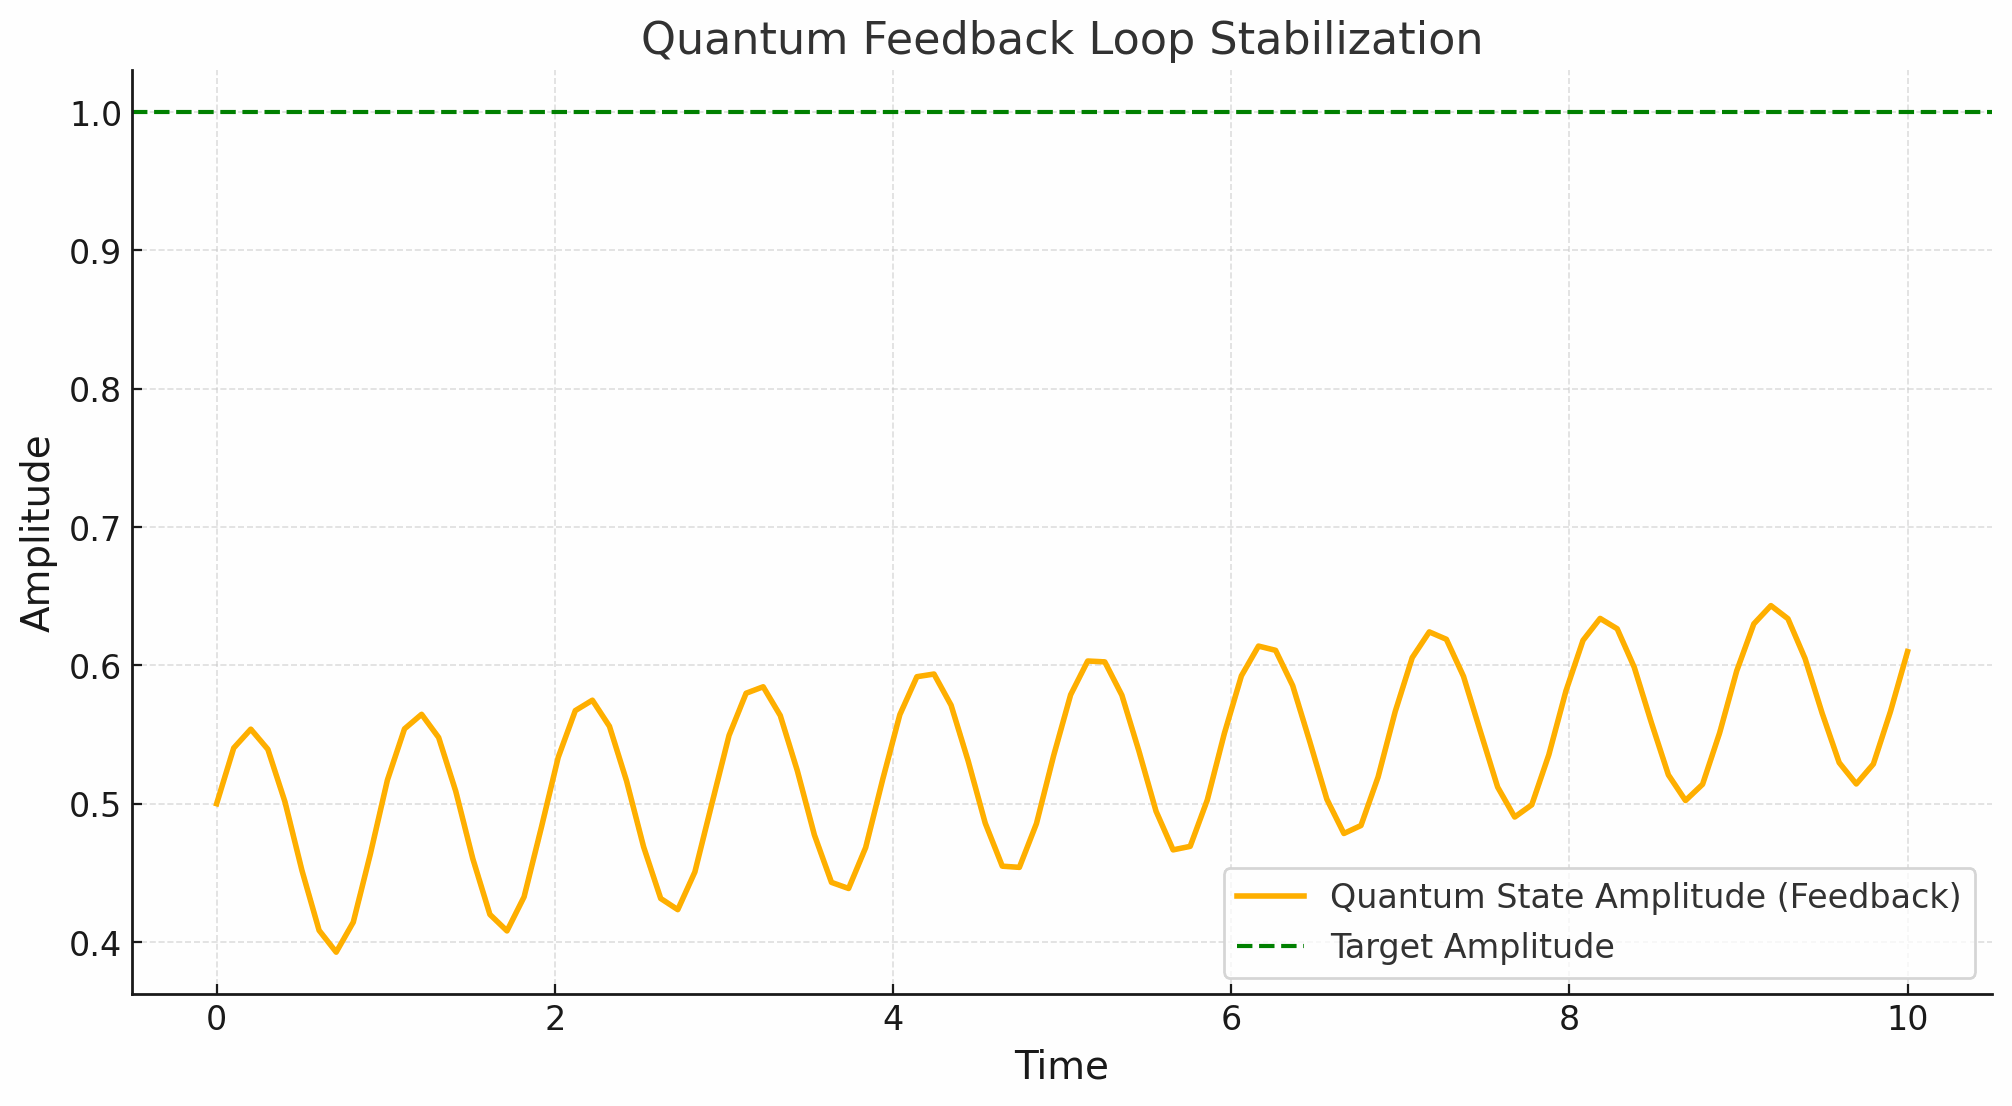 Quantum Feedback Loop Stabilization
1.0
0.9
0.8
0.7
0.6
0.5
0.4
Amplitude
Quantum State Amplitude (Feedback)
Target Amplitude
0 2 4 6 8 10
Time